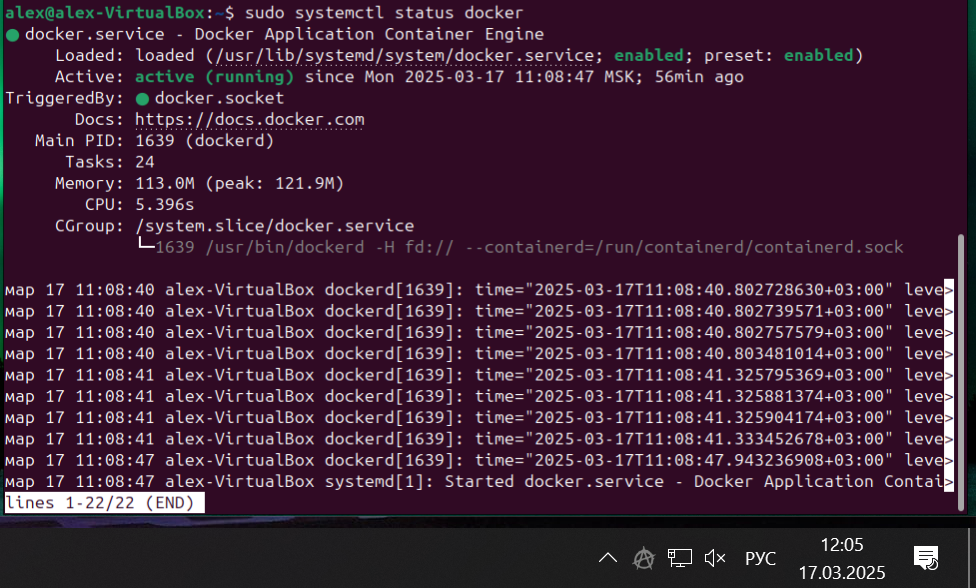 alex@alex-VirtualBox:~$ sudo systemctl status docker
● docker.service - Docker Application Container Engine
Loaded: loaded (/usr/lib/systemd/system/docker.service; enabled; preset: enabled)
Active: active (running) since Mon 2025-03-17 11:08:47 MSK; 56min ago
TriggeredBy: ● docker.socket
Docs: https://docs.docker.com
Main PID: 1639 (dockerd)
Tasks: 24
Memory: 113.0M (peak: 121.9M)
CPU: 5.396s
CGroup: /system.slice/docker.service
└─1639 /usr/bin/dockerd -H fd:// --containerd=/run/containerd/containerd.sock
мар 17 11:08:40 alex-VirtualBox dockerd[1639]: time="2025-03-17T11:08:40.802728630+03:00" leve>
мар 17 11:08:40 alex-VirtualBox dockerd[1639]: time="2025-03-17T11:08:40.802739571+03:00" leve>
мар 17 11:08:40 alex-VirtualBox dockerd[1639]: time="2025-03-17T11:08:40.802757579+03:00" leve>
мар 17 11:08:40 alex-VirtualBox dockerd[1639]: time="2025-03-17T11:08:40.803481014+03:00" leve>
мар 17 11:08:41 alex-VirtualBox dockerd[1639]: time="2025-03-17T11:08:41.325795369+03:00" leve>
мар 17 11:08:41 alex-VirtualBox dockerd[1639]: time="2025-03-17T11:08:41.325881374+03:00" leve>
мар 17 11:08:41 alex-VirtualBox dockerd[1639]: time="2025-03-17T11:08:41.325904174+03:00" leve>
мар 17 11:08:41 alex-VirtualBox dockerd[1639]: time="2025-03-17T11:08:41.333452678+03:00" leve>
мар 17 11:08:47 alex-VirtualBox dockerd[1639]: time="2025-03-17T11:08:47.943236908+03:00" leve>
мар 17 11:08:47 alex-VirtualBox systemd[1]: Started docker.service - Docker Application Contai>
lines 1-22/22 (END)
РУС
12:05
17.03.2025